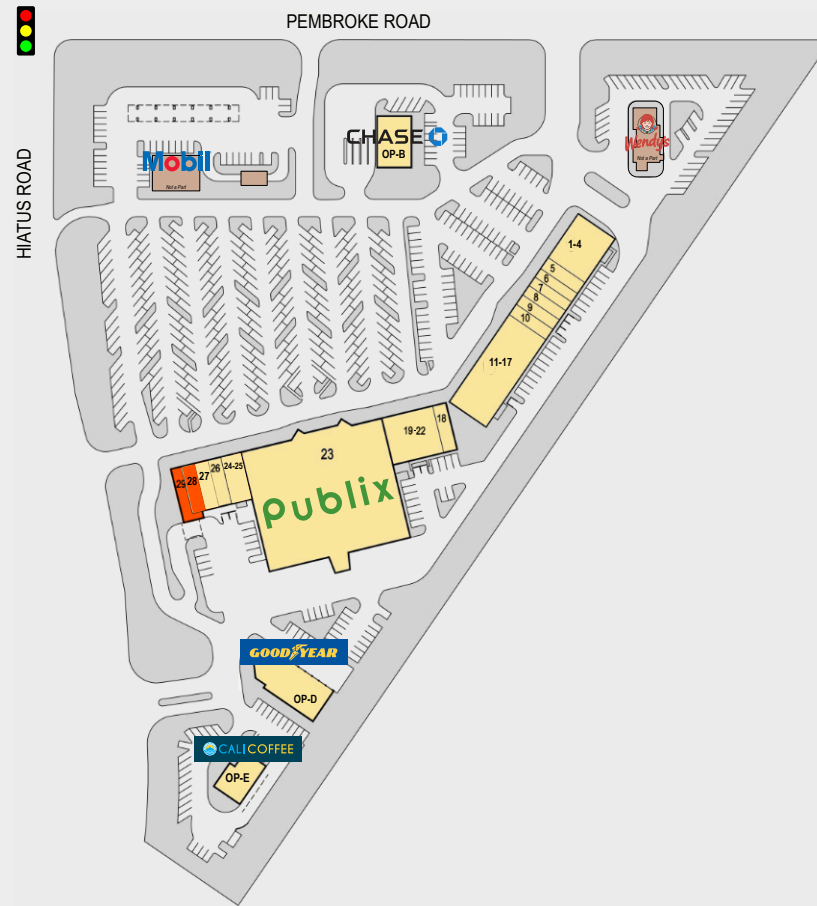 PEMBROKE ROAD
HIATUS ROAD
Mobil
Not a Part
CHASE
OP-B
Wendy's
Not a Part
1-4
5
6
7
8
9
10
11-17
18
19-22
23
24-25
26
27
28
29
Publix
GOODYEAR
OP-D
CALI COFFEE
OP-E